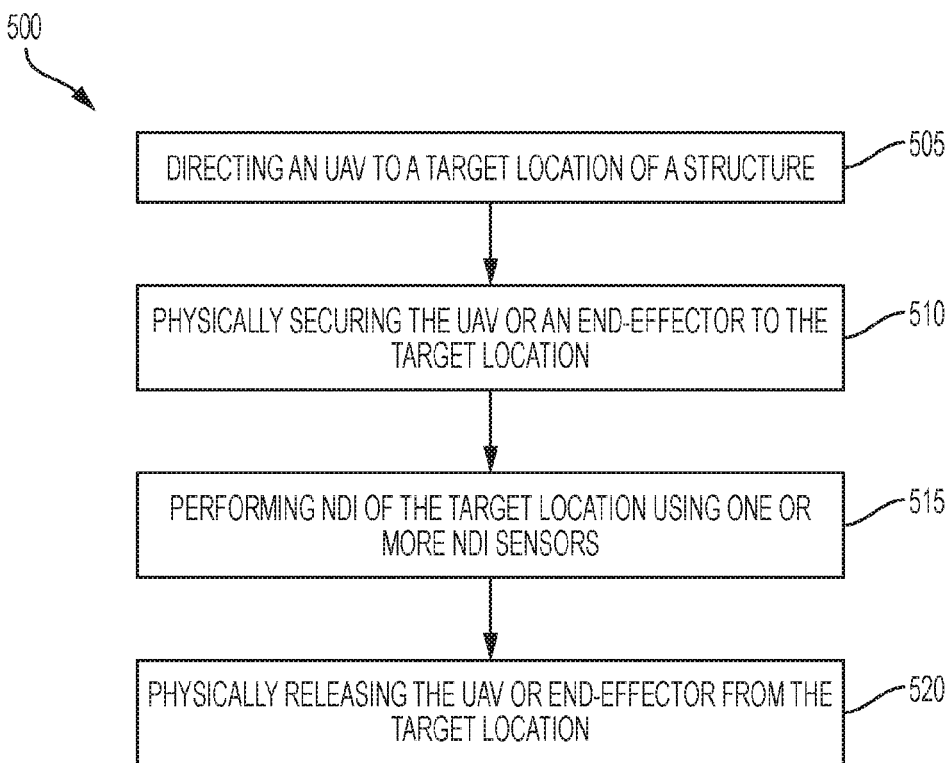 500
DIRECTING AN UAV TO A TARGET LOCATION OF A STRUCTURE
505
PHYSICALLY SECURING THE UAV OR AN END-EFFECTOR TO THE
TARGET LOCATION
510
PERFORMING NDI OF THE TARGET LOCATION USING ONE OR
MORE NDI SENSORS
515
PHYSICALLY RELEASING THE UAV OR END-EFFECTOR FROM THE
TARGET LOCATION
520